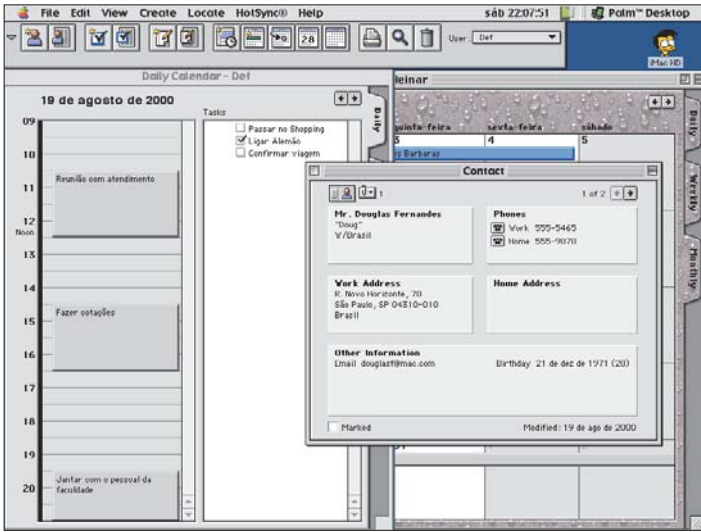 File Edit View Create Locate HotSync® Help
sáb 22:07:51
Palm™ Desktop
28
User: Def
iMac HD
Daily Calendar - Def
19 de agosto de 2000
Tasks
Daily
09
10
11
12
Noon
13
14
15
16
17
18
19
20
Reunião com atendimento
Fazer cotações
Jantar com o pessoal da
faculdade
Passar no Shopping
Ligar Alemão
Confirmar viagem
quinta-feira sexta-feira sábado
3 4 5
Barbaras
Daily
Weekly
Monthly
Contact
1
1 of 2
Mr. Douglas Fernandes
"Doug"
V/Brasil
Phones
Work 555-5465
Home 555-9878
Work Address
R. Novo Horizonte, 78
São Paulo, SP 04310-010
Brasil
Home Address
Other Information
Email douglasf@mac.com
Birthday 21 de dez de 1971 (28)
Marked
Modified: 19 de ago de 2000